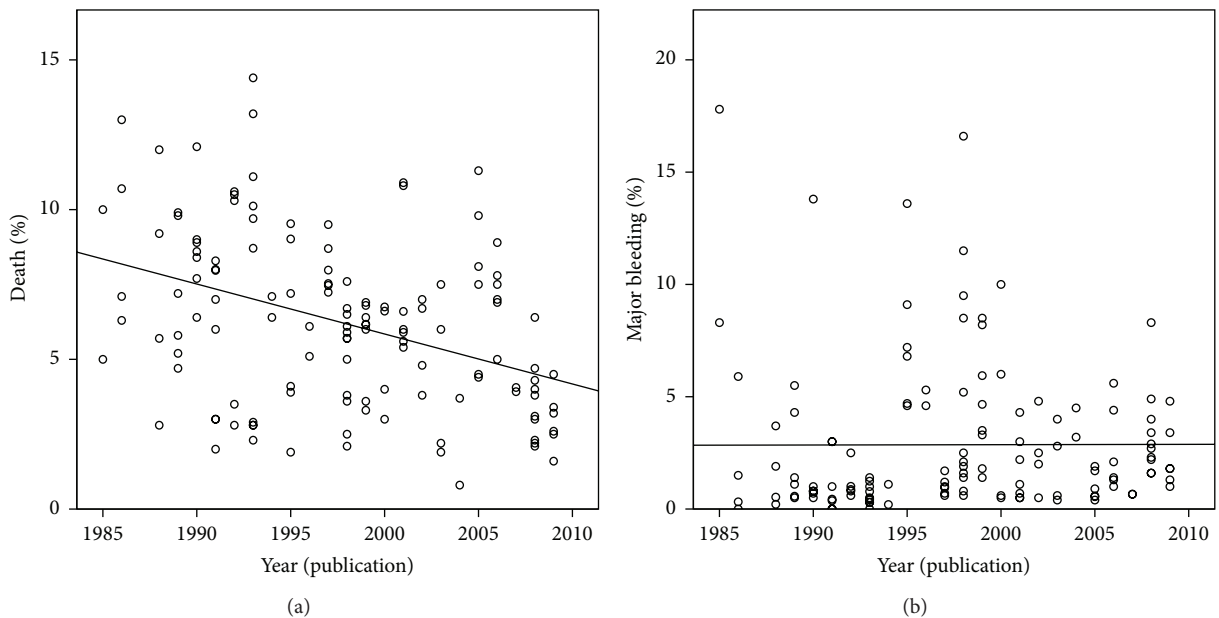 15
10
5
0
Death (%)
1985 1990 1995 2000 2005 2010
Year (publication)
(a)
20
15
10
5
0
Major bleeding (%)
1985 1990 1995 2000 2005 2010
Year (publication)
(b)